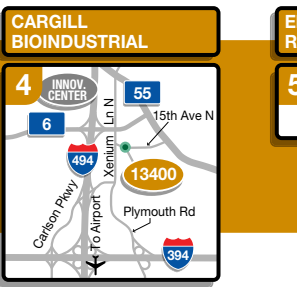 CARGILL
BIOINDUSTRIAL
4
INNOV.
CENTER
55
6
Xenium Ln N
15th Ave N
494
13400
Carlson Pkwy
To Airport
Plymouth Rd
394
E
R
5